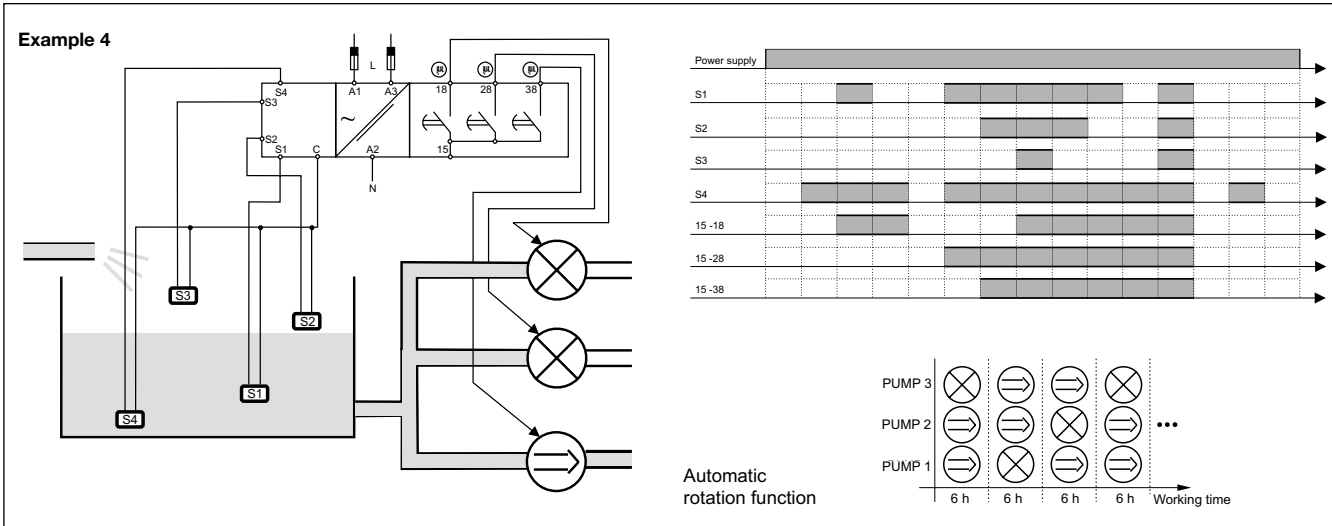 Example 4
L
S4
A1
A3
18
28
38
S3
~
S2
S1
C
15
A2
N
S3
S2
S1
S4
Power supply
S1
S2
S3
S4
15 -18
15 -28
15 -38
PUMP 3
PUMP 2
•••
PUMP 1
Automatic
rotation function
6 h 6 h 6 h 6 h Working time